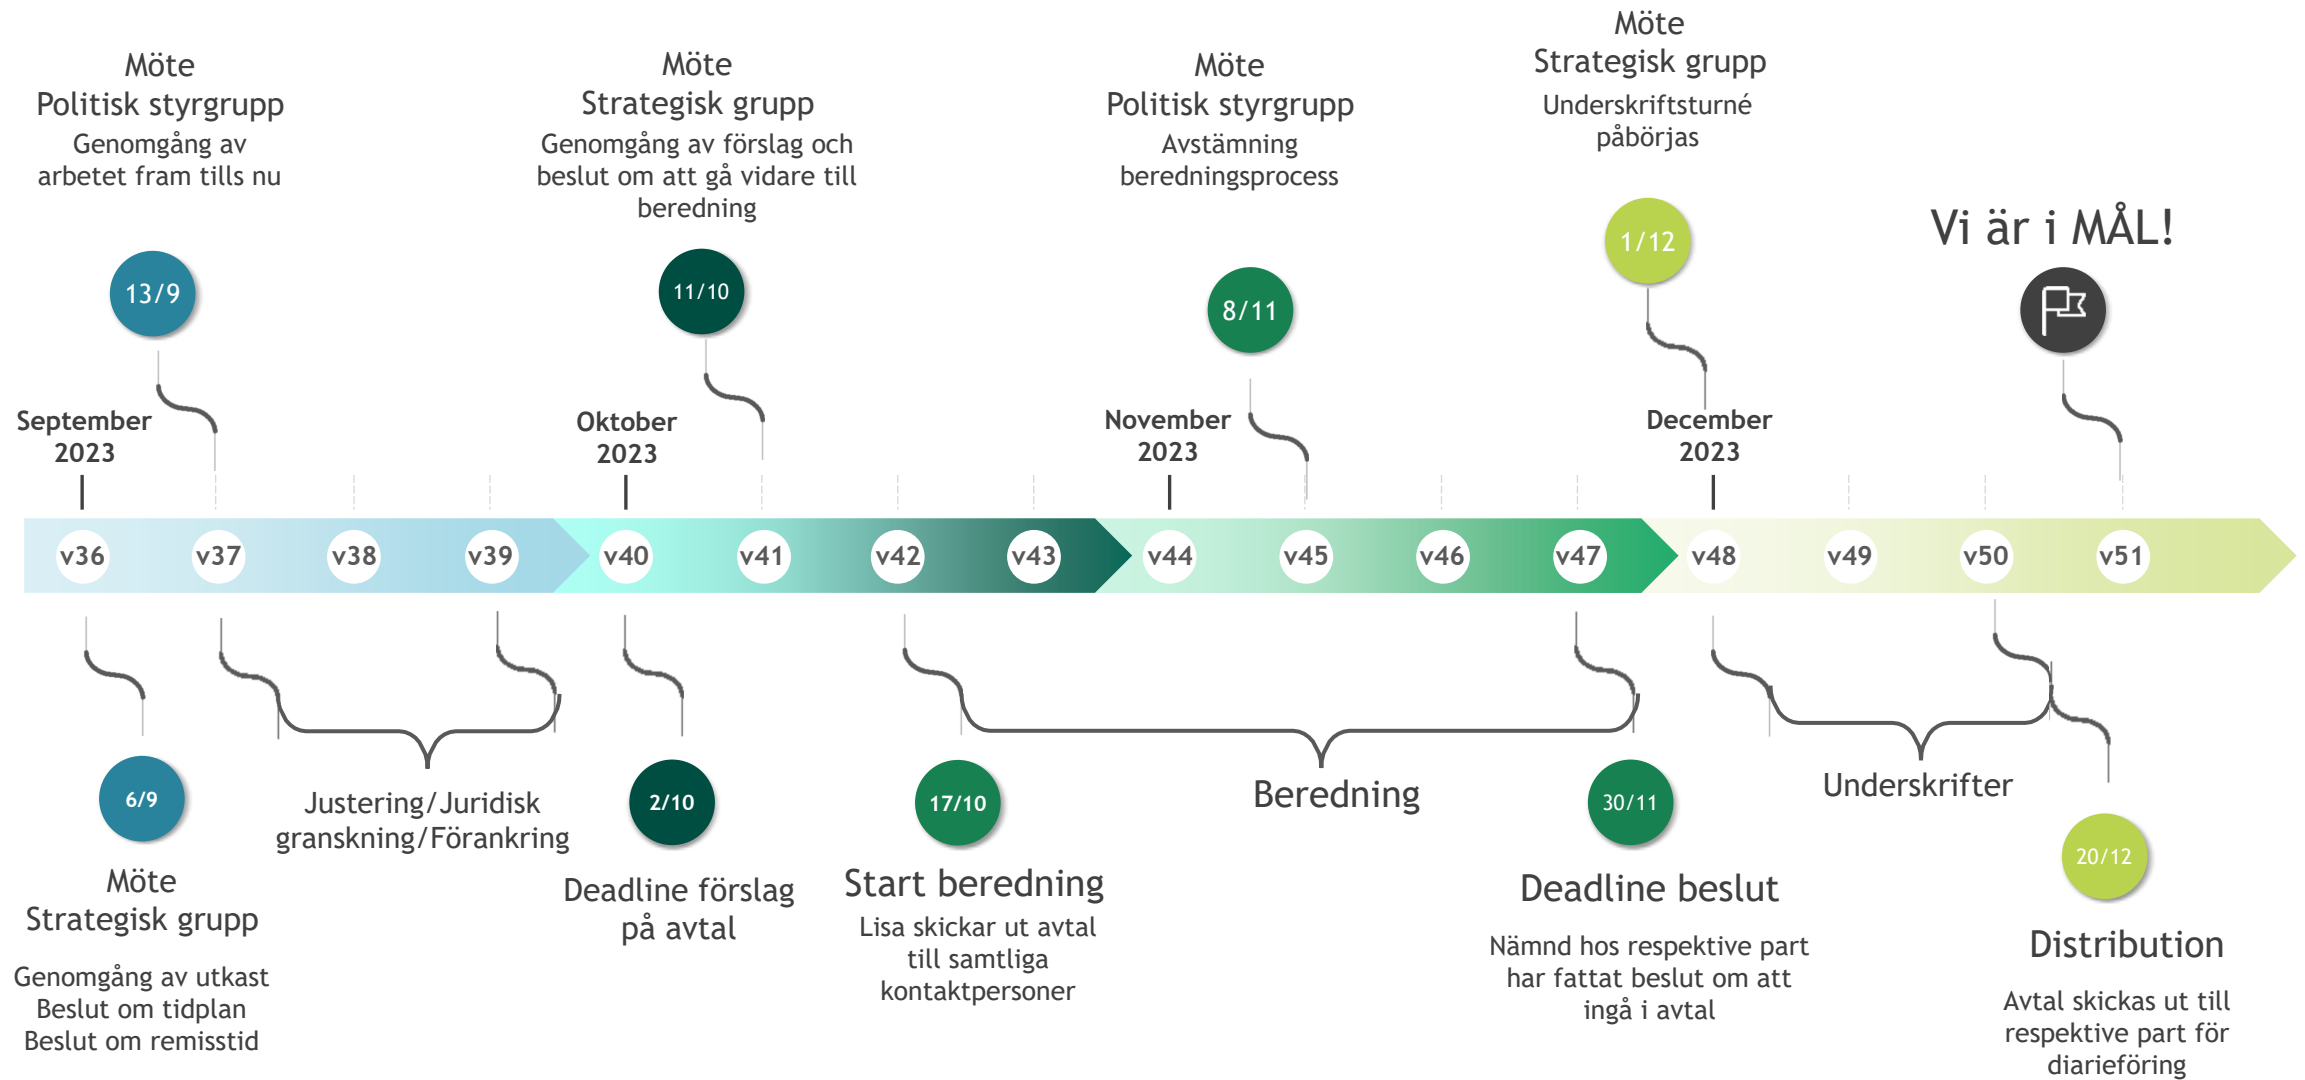 Möte
Politisk styrgrupp
Genomgång av
arbetet fram tills nu
13/9
Möte
Strategisk grupp
Genomgång av förslag och
beslut om att gå vidare till
beredning
11/10
Möte
Politisk styrgrupp
Avstämning
beredningsprocess
8/11
Möte
Strategisk grupp
Underskriftsturné
påbörjas
1/12
Vi är i MÅL!
September
2023
Oktober
2023
November
2023
December
2023
v36
v37
v38
v39
v40
v41
v42
v43
v44
v45
v46
v47
v48
v49
v50
v51
6/9
Möte
Strategisk grupp
Genomgång av utkast
Beslut om tidplan
Beslut om remisstid
Justering/Juridisk
granskning/Förankring
2/10
Deadline förslag
på avtal
17/10
Start beredning
Lisa skickar ut avtal
till samtliga
kontaktpersoner
Beredning
30/11
Deadline beslut
Nämnd hos respektive part
har fattat beslut om att
ingå i avtal
Underskrifter
20/12
Distribution
Avtal skickas ut till
respektive part för
diarieföring